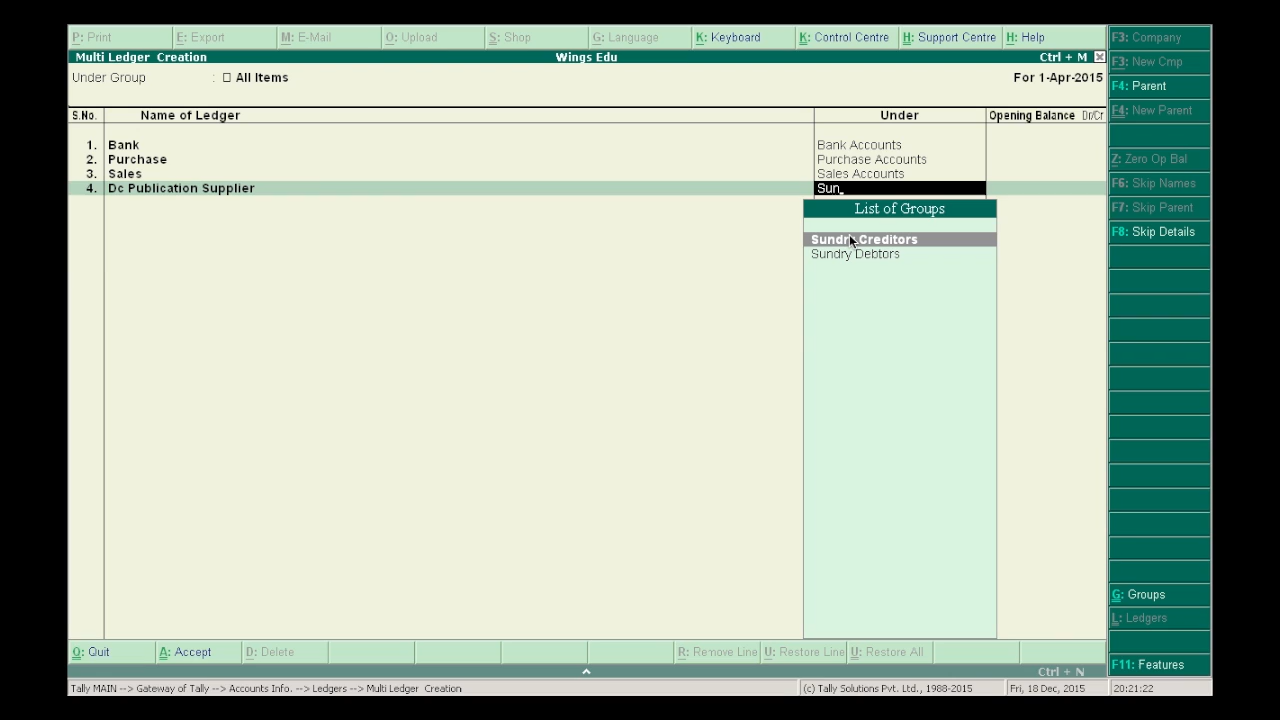 P: Print E: Export M: E-Mail O: Upload S: Shop G: Language K: Keyboard K: Control Centre H: Support Centre H: Help
Multi Ledger Creation Wings Edu Ctrl + M
Under Group : All Items For 1-Apr-2015
S.No. Name of Ledger Under Opening Balance Dr/Cr
1. Bank Bank Accounts
2. Purchase Purchase Accounts
3. Sales Sales Accounts
4. Dc Publication Supplier Sun
List of Groups
Sundry Creditors
Sundry Debtors
F3: Company
F3: New Cmp
F4: Parent
F4: New Parent
Z: Zero Op Bal
F6: Skip Names
F7: Skip Parent
F8: Skip Details
G: Groups
L: Ledgers
F11: Features
Q: Quit A: Accept D: Delete R: Remove Line U: Restore Line U: Restore All
Ctrl + N
Tally MAIN --> Gateway of Tally --> Accounts Info. --> Ledgers --> Multi Ledger Creation (c) Tally Solutions Pvt. Ltd., 1988-2015 Fri, 18 Dec, 2015 20:21:22